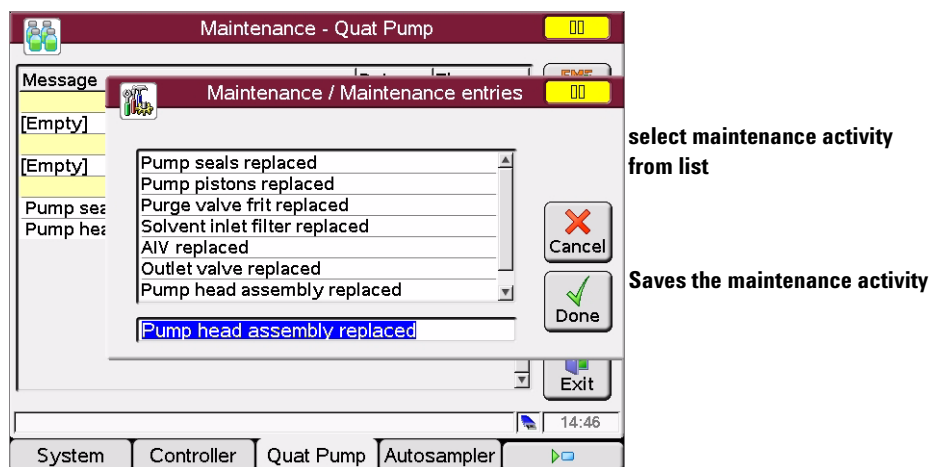 Maintenance - Quat Pump
Message
Maintenance / Maintenance entries
[Empty]
[Empty]
Pump sea
Pump hea
Pump seals replaced
Pump pistons replaced
Purge valve frit replaced
Solvent inlet filter replaced
AIV replaced
Outlet valve replaced
Pump head assembly replaced
Pump head assembly replaced
Cancel
Done
Exit
select maintenance activity
from list
Saves the maintenance activity
14:46
System Controller Quat Pump Autosampler